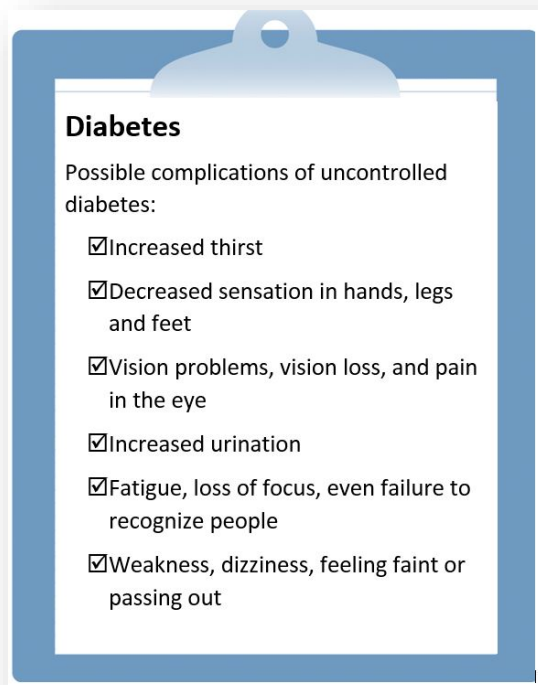 Diabetes
Possible complications of uncontrolled
diabetes:
☑Increased thirst
☑Decreased sensation in hands, legs
and feet
☑Vision problems, vision loss, and pain
in the eye
☑Increased urination
☑Fatigue, loss of focus, even failure to
recognize people
☑Weakness, dizziness, feeling faint or
passing out